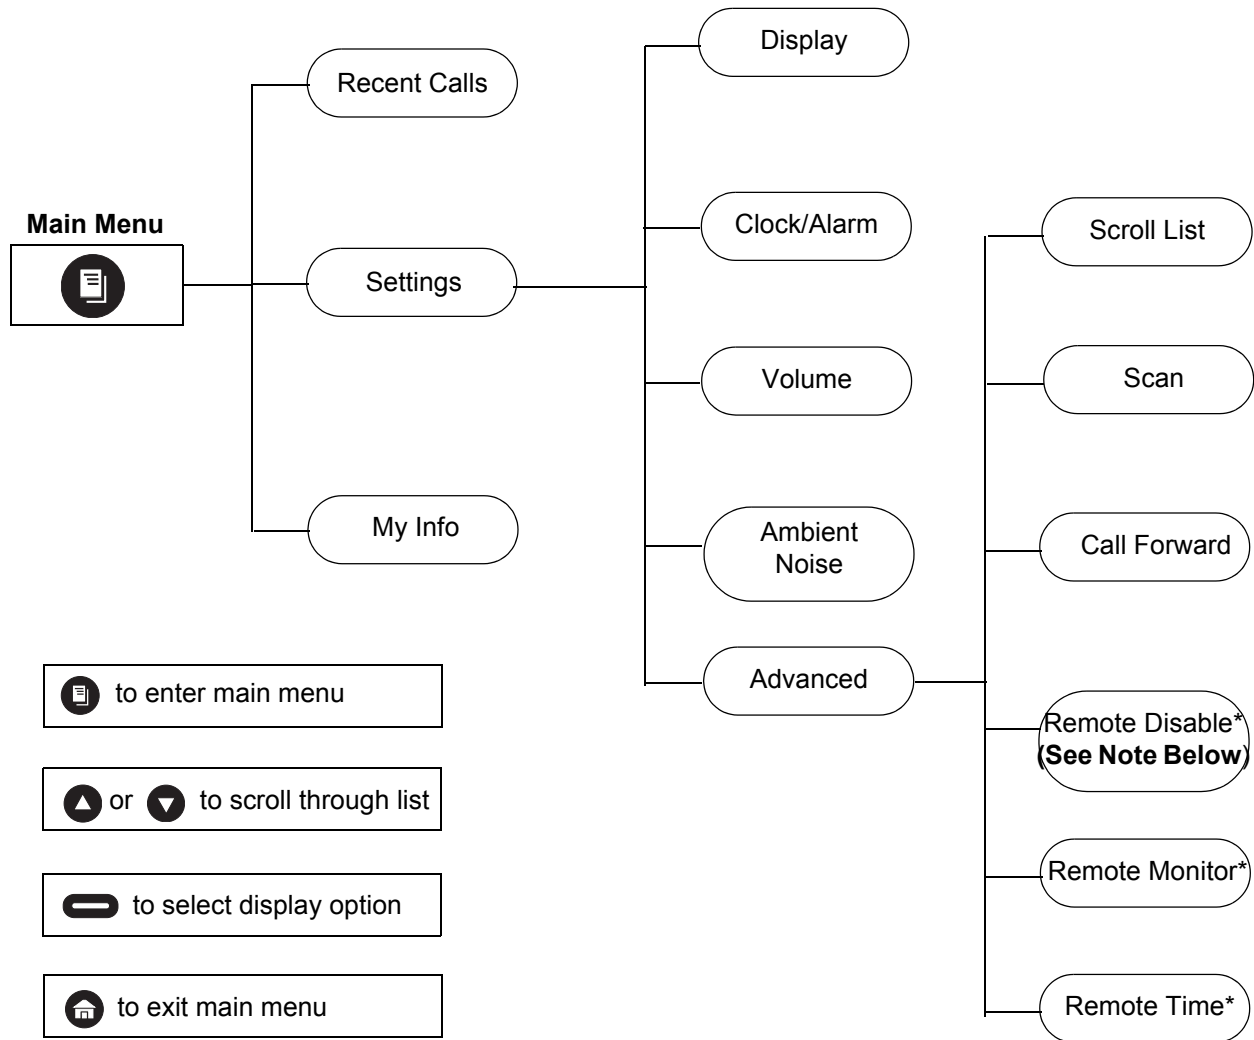 Main Menu
Recent Calls
Settings
My Info
Display
Clock/Alarm
Volume
Ambient
Noise
Advanced
Scroll List
Scan
Call Forward
Remote Disable*
(See Note Below)
Remote Monitor*
Remote Time*
to enter main menu
or to scroll through list
to select display option
to exit main menu